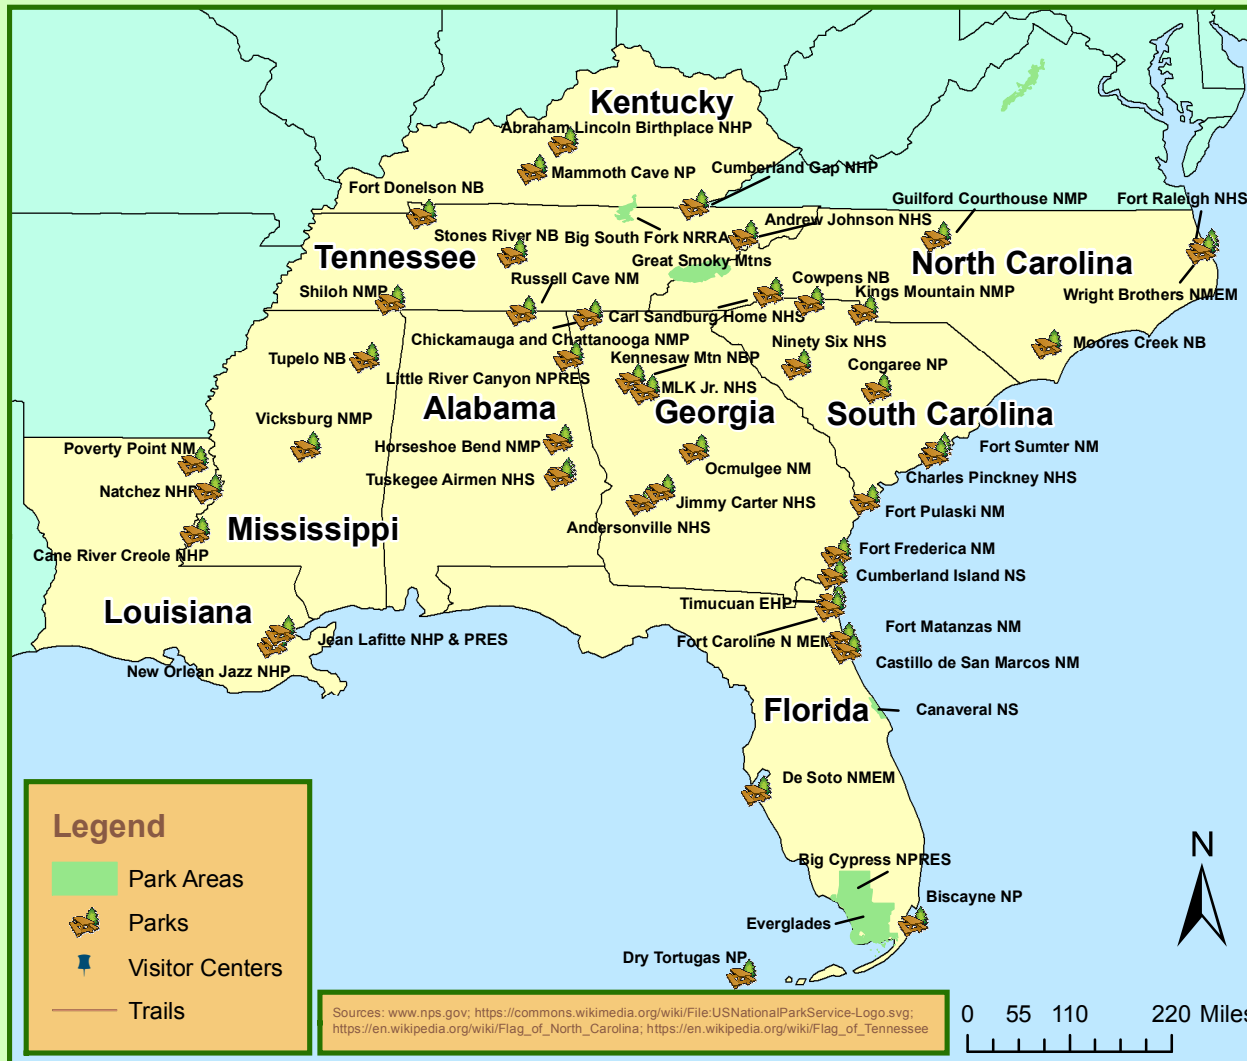 Kentucky
Abraham Lincoln Birthplace NHP
Mammoth Cave NP
Cumberland Gap NHP
Fort Donelson NB
Guilford Courthouse NMP
Fort Raleigh NHS
Andrew Johnson NHS
Stones River NB
Big South Fork NRRA
Tennessee
Great Smoky Mtns
North Carolina
Russell Cave NM
Cowpens NB
Shiloh NMP
Kings Mountain NMP
Wright Brothers NMEM
Carl Sandburg Home NHS
Chickamauga and Chattanooga NMP
Ninety Six NHS
Moores Creek NB
Tupelo NB
Kennesaw Mtn NBP
Congaree NP
Little River Canyon NPRES
MLK Jr. NHS
Alabama
Georgia
South Carolina
Vicksburg NMP
Poverty Point NM
Horseshoe Bend NMP
Fort Sumter NM
Ocmulgee NM
Tuskegee Airmen NHS
Charles Pinckney NHS
Natchez NHP
Jimmy Carter NHS
Fort Pulaski NM
Mississippi
Andersonville NHS
Cane River Creole NHP
Fort Frederica NM
Cumberland Island NS
Louisiana
Timucuan EHP
Fort Matanzas NM
Jean Lafitte NHP & PRES
Fort Caroline N MEM
Castillo de San Marcos NM
New Orlean Jazz NHP
Florida
Canaveral NS
De Soto NMEM
Big Cypress NPRES
Biscayne NP
Everglades
Dry Tortugas NP
Legend
Park Areas
Parks
Visitor Centers
Trails
Sources: www.nps.gov; https://commons.wikimedia.org/wiki/File:USNationalParkService-Logo.svg;
https://en.wikipedia.org/wiki/Flag_of_North_Carolina; https://en.wikipedia.org/wiki/Flag_of_Tennessee
N
0 55 110 220 Miles